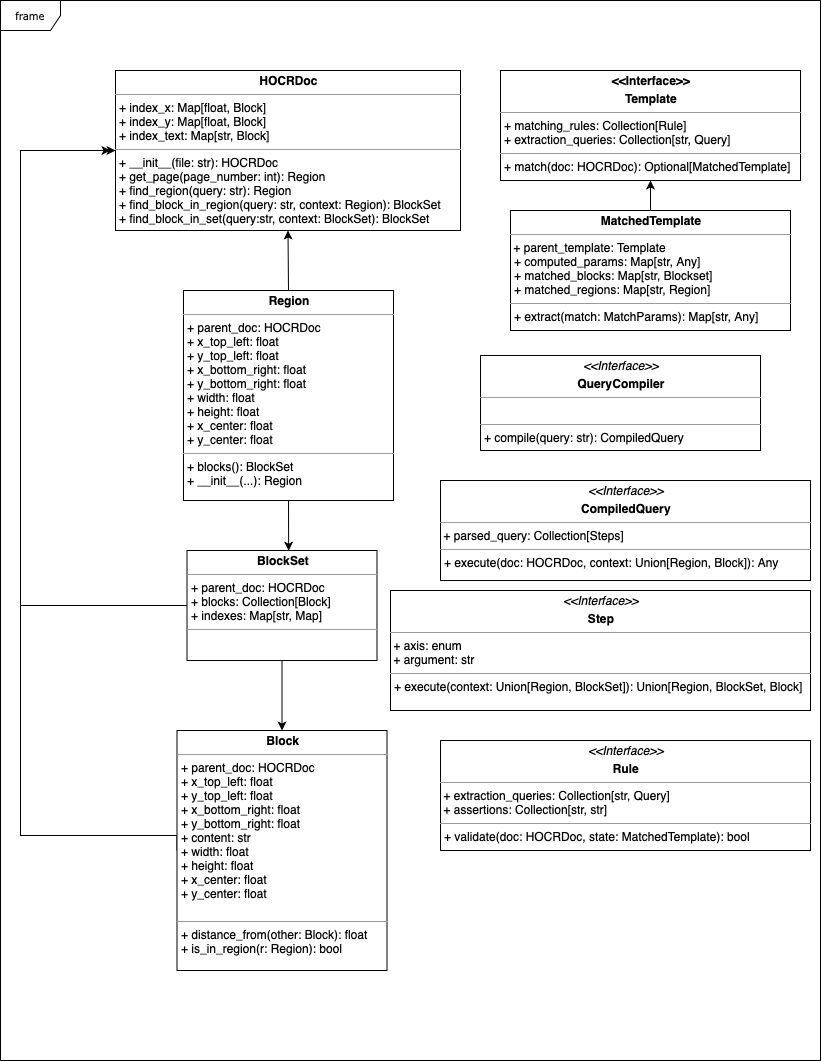 frame
HOCRDoc
+ index_x: Map[float, Block]
+ index_y: Map[float, Block]
+ index_text: Map[str, Block]
+ __init__(file: str): HOCRDoc
+ get_page(page_number: int): Region
+ find_region(query: str): Region
+ find_block_in_region(query: str, context: Region): BlockSet
+ find_block_in_set(query:str, context: BlockSet): BlockSet
Region
+ parent_doc: HOCRDoc
+ x_top_left: float
+ y_top_left: float
+ x_bottom_right: float
+ y_bottom_right: float
+ width: float
+ height: float
+ x_center: float
+ y_center: float
+ blocks(): BlockSet
+ __init__(...): Region
BlockSet
+ parent_doc: HOCRDoc
+ blocks: Collection[Block]
+ indexes: Map[str, Map]
Block
+ parent_doc: HOCRDoc
+ x_top_left: float
+ y_top_left: float
+ x_bottom_right: float
+ y_bottom_right: float
+ content: str
+ width: float
+ height: float
+ x_center: float
+ y_center: float
+ distance_from(other: Block): float
+ is_in_region(r: Region): bool
<<Interface>>
Template
+ matching_rules: Collection[Rule]
+ extraction_queries: Collection[str, Query]
+ match(doc: HOCRDoc): Optional[MatchedTemplate]
MatchedTemplate
+ parent_template: Template
+ computed_params: Map[str, Any]
+ matched_blocks: Map[str, Blockset]
+ matched_regions: Map[str, Region]
+ extract(match: MatchParams): Map[str, Any]
<<Interface>>
QueryCompiler
+ compile(query: str): CompiledQuery
<<Interface>>
CompiledQuery
+ parsed_query: Collection[Steps]
+ execute(doc: HOCRDoc, context: Union[Region, Block]): Any
<<Interface>>
Step
+ axis: enum
+ argument: str
+ execute(context: Union[Region, BlockSet]): Union[Region, BlockSet, Block]
<<Interface>>
Rule
+ extraction_queries: Collection[str, Query]
+ assertions: Collection[str, str]
+ validate(doc: HOCRDoc, state: MatchedTemplate): bool